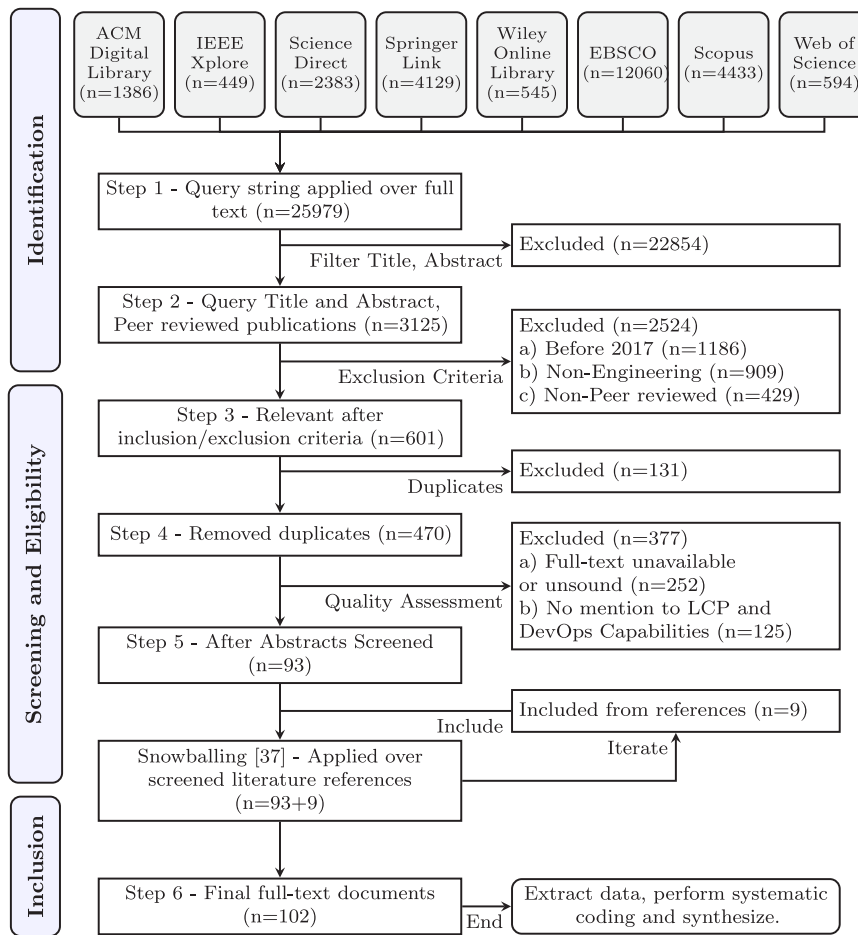 ACM
Digital
Library
(n=1386)
IEEE
Xplore
(n=449)
Science
Direct
(n=2383)
Springer
Link
(n=4129)
Wiley
Online
Library
(n=545)
EBSCO
(n=12060)
Scopus
(n=4433)
Web of
Science
(n=594)
Identification
Step 1 - Query string applied over full
text (n=25979)
Filter Title, Abstract
Excluded (n=22854)
Step 2 - Query Title and Abstract,
Peer reviewed publications (n=3125)
Exclusion Criteria
Excluded (n=2524)
a) Before 2017 (n=1186)
b) Non-Engineering (n=909)
c) Non-Peer reviewed (n=429)
Screening and Eligibility
Step 3 - Relevant after
inclusion/exclusion criteria (n=601)
Duplicates
Excluded (n=131)
Step 4 - Removed duplicates (n=470)
Quality Assessment
Excluded (n=377)
a) Full-text unavailable
or unsound (n=252)
b) No mention to LCP and
DevOps Capabilities (n=125)
Step 5 - After Abstracts Screened
(n=93)
Include
Included from references (n=9)
Iterate
Snowballing [37] - Applied over
screened literature references
(n=93+9)
Inclusion
Step 6 - Final full-text documents
(n=102)
End
Extract data, perform systematic
coding and synthesize.